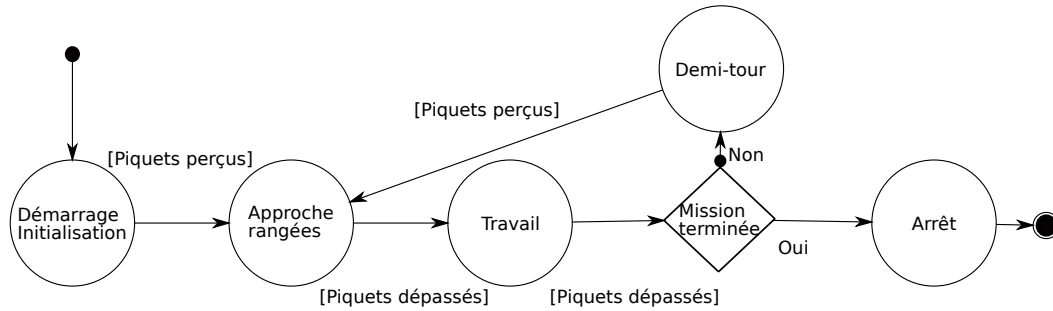 Demi-tour
[Piquets perçus]
[Piquets perçus]
Non
Démarrage
Initialisation
Approche
rangées
Travail
Mission
terminée
Oui
Arrêt
[Piquets dépassés]
[Piquets dépassés]